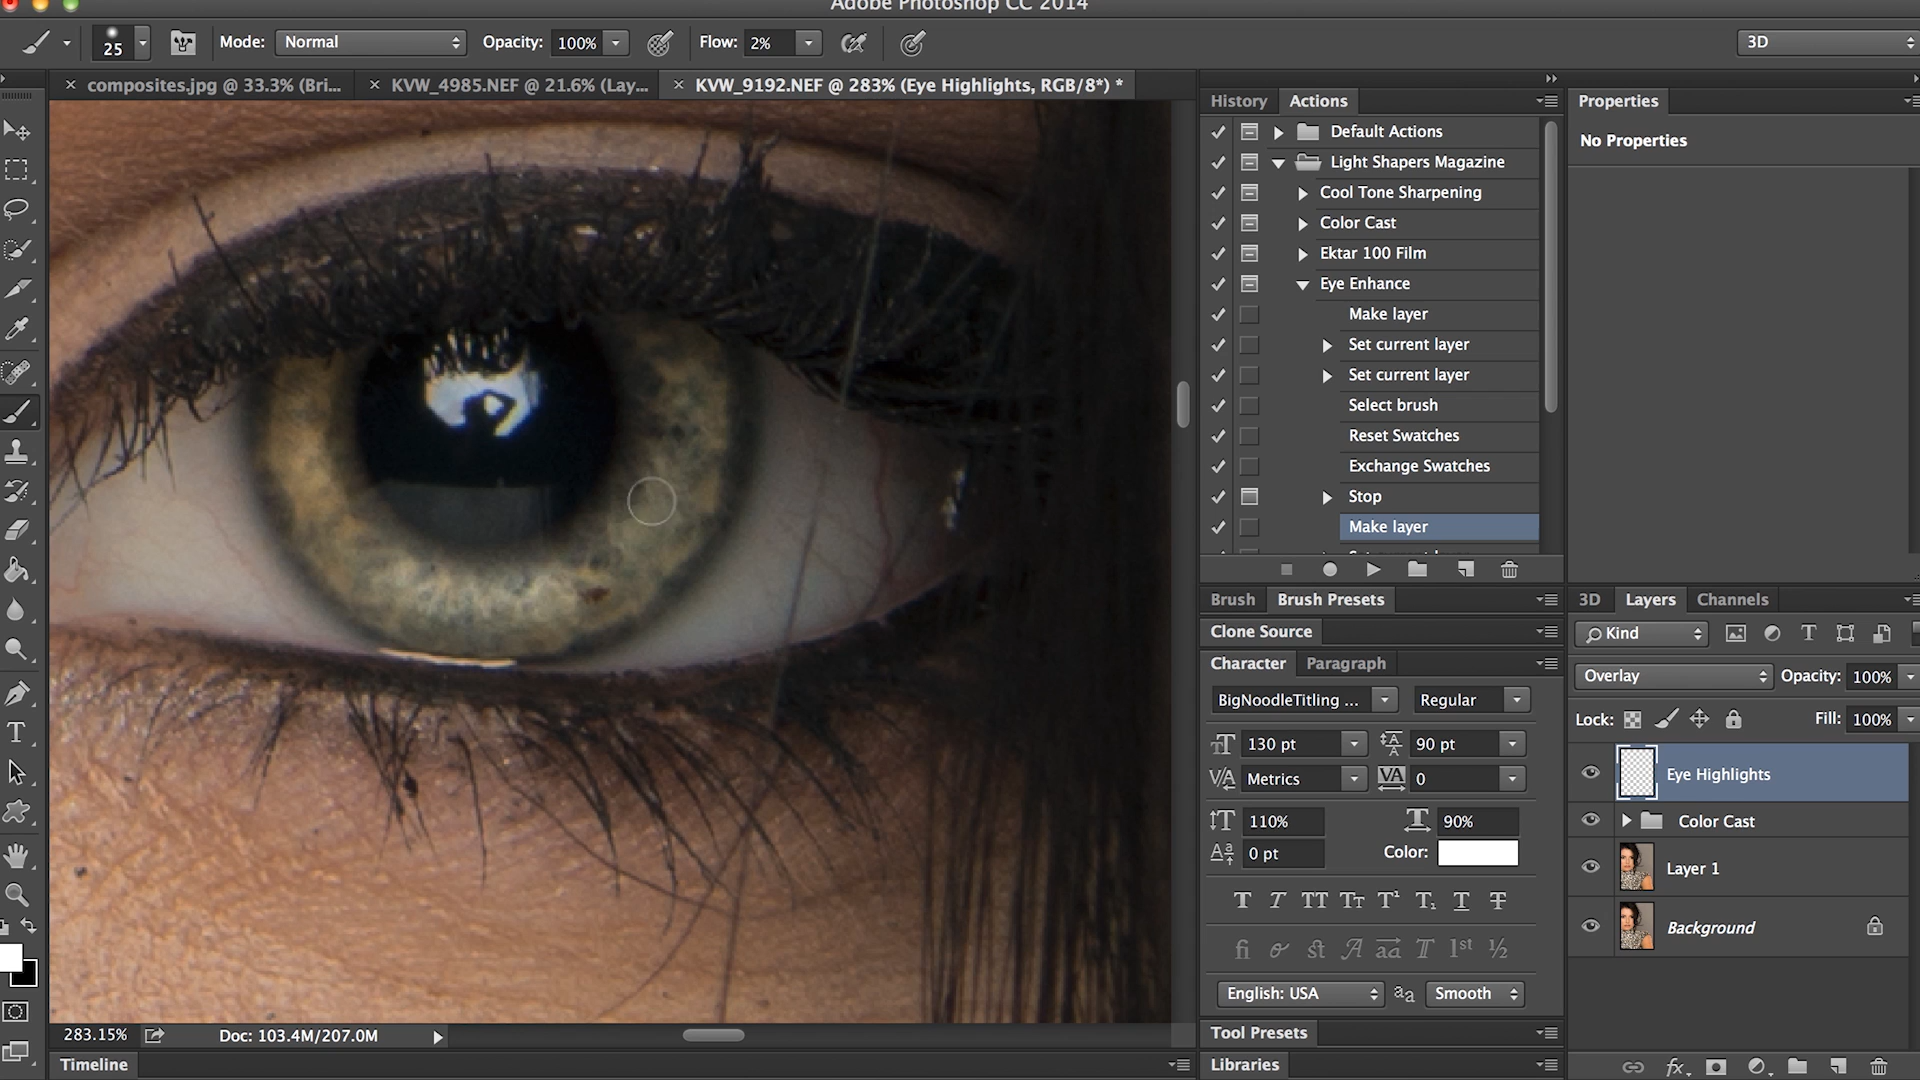 Adobe Photoshop CC 2014
25 Mode: Normal Opacity: 100% Flow: 2% 3D
composites.jpg @ 33.3% (Bri... KVW_4985.NEF @ 21.6% (Lay... KVW_9192.NEF @ 283% (Eye Highlights, RGB/8*) *
History Actions
Default Actions
Light Shapers Magazine
Cool Tone Sharpening
Color Cast
Ektar 100 Film
Eye Enhance
Make layer
Set current layer
Set current layer
Select brush
Reset Swatches
Exchange Swatches
Stop
Make layer
Properties
No Properties
Brush Brush Presets
Clone Source
Character Paragraph
BigNoodleTitling ... Regular
130 pt 90 pt
Metrics 0
110% 90%
0 pt Color:
English: USA Smooth
Tool Presets
Libraries
3D Layers Channels
Kind
Overlay Opacity: 100%
Lock: Fill: 100%
Eye Highlights
Color Cast
Layer 1
Background
283.15% Doc: 103.4M/207.0M
Timeline